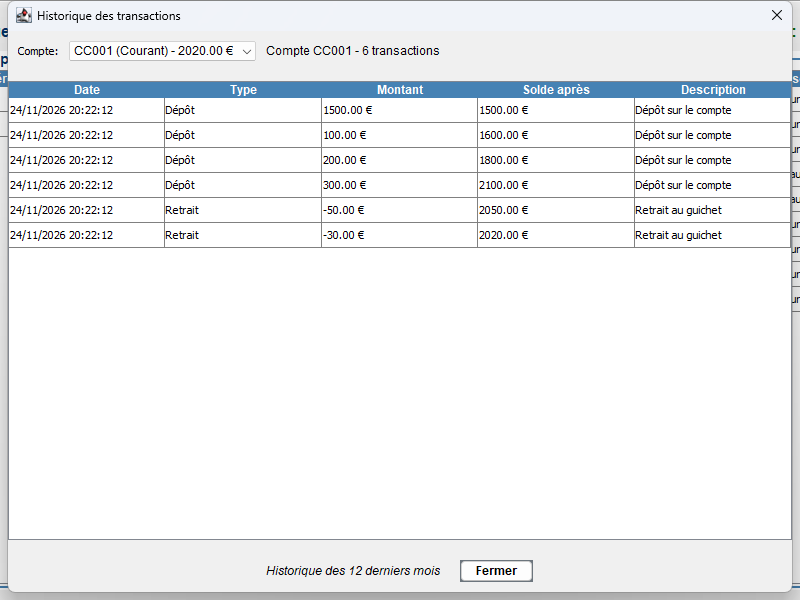 Historique des transactions
Compte: CC001 (Courant) - 2020.00 € Compte CC001 - 6 transactions
Date Type Montant Solde après Description
24/11/2026 20:22:12 Dépôt 1500.00 € 1500.00 € Dépôt sur le compte
24/11/2026 20:22:12 Dépôt 100.00 € 1600.00 € Dépôt sur le compte
24/11/2026 20:22:12 Dépôt 200.00 € 1800.00 € Dépôt sur le compte
24/11/2026 20:22:12 Dépôt 300.00 € 2100.00 € Dépôt sur le compte
24/11/2026 20:22:12 Retrait -50.00 € 2050.00 € Retrait au guichet
24/11/2026 20:22:12 Retrait -30.00 € 2020.00 € Retrait au guichet
Historique des 12 derniers mois Fermer